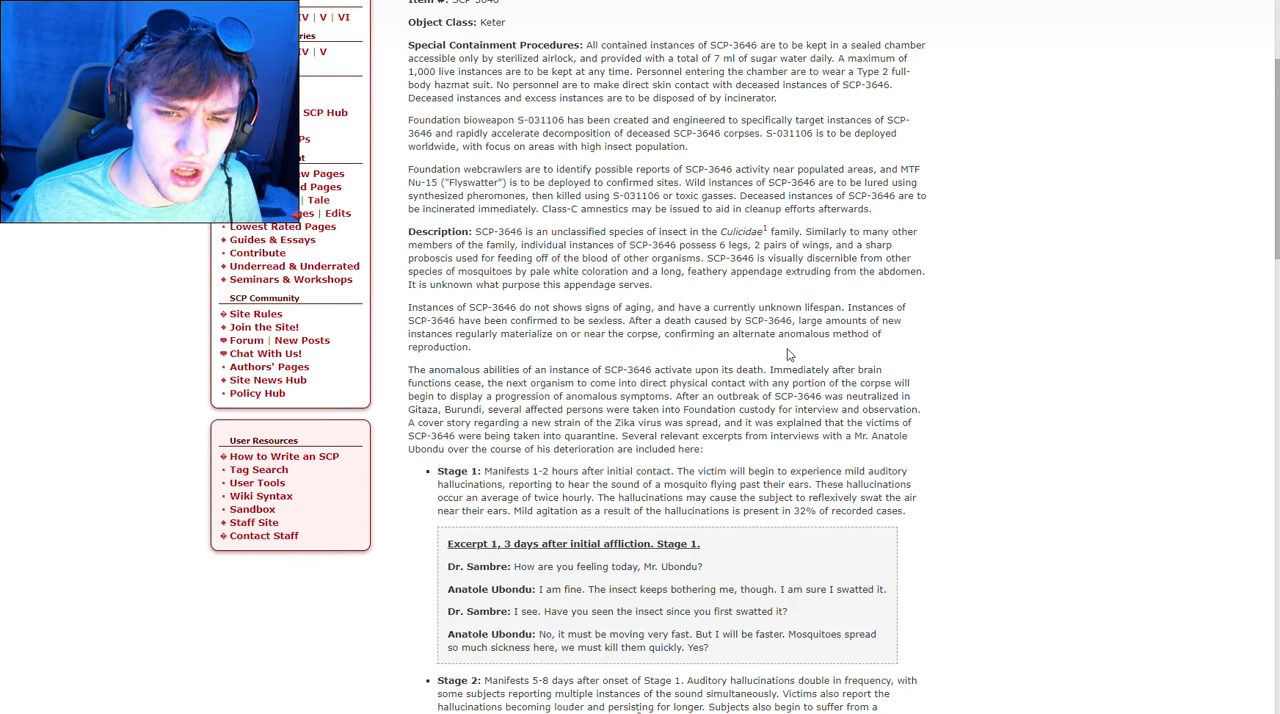 Item #: SCP-3646
IV | V | VI
ries
IV | V
SCP Hub
Ps
nt
w Pages
d Pages
| Tale
ges | Edits
Lowest Rated Pages
Guides & Essays
Contribute
Underread & Underrated
Seminars & Workshops
SCP Community
Site Rules
Join the Site!
Forum | New Posts
Chat With Us!
Authors' Pages
Site News Hub
Policy Hub
User Resources
How to Write an SCP
Tag Search
User Tools
Wiki Syntax
Sandbox
Staff Site
Contact Staff
Object Class: Keter
Special Containment Procedures: All contained instances of SCP-3646 are to be kept in a sealed chamber
accessible only by sterilized airlock, and provided with a total of 7 ml of sugar water daily. A maximum of
1,000 live instances are to be kept at any time. Personnel entering the chamber are to wear a Type 2 full-
body hazmat suit. No personnel are to make direct skin contact with deceased instances of SCP-3646.
Deceased instances and excess instances are to be disposed of by incinerator.
Foundation bioweapon S-031106 has been created and engineered to specifically target instances of SCP-
3646 and rapidly accelerate decomposition of deceased SCP-3646 corpses. S-031106 is to be deployed
worldwide, with focus on areas with high insect population.
Foundation webcrawlers are to identify possible reports of SCP-3646 activity near populated areas, and MTF
Nu-15 ("Flyswatter") is to be deployed to confirmed sites. Wild instances of SCP-3646 are to be lured using
synthesized pheromones, then killed using S-031106 or toxic gasses. Deceased instances of SCP-3646 are to
be incinerated immediately. Class-C amnestics may be issued to aid in cleanup efforts afterwards.
Description: SCP-3646 is an unclassified species of insect in the Culicidae1 family. Similarly to many other
members of the family, individual instances of SCP-3646 possess 6 legs, 2 pairs of wings, and a sharp
proboscis used for feeding off of the blood of other organisms. SCP-3646 is visually discernible from other
species of mosquitoes by pale white coloration and a long, feathery appendage extruding from the abdomen.
It is unknown what purpose this appendage serves.
Instances of SCP-3646 do not shows signs of aging, and have a currently unknown lifespan. Instances of
SCP-3646 have been confirmed to be sexless. After a death caused by SCP-3646, large amounts of new
instances regularly materialize on or near the corpse, confirming an alternate anomalous method of
reproduction.
The anomalous abilities of an instance of SCP-3646 activate upon its death. Immediately after brain
functions cease, the next organism to come into direct physical contact with any portion of the corpse will
begin to display a progression of anomalous symptoms. After an outbreak of SCP-3646 was neutralized in
Gitaza, Burundi, several affected persons were taken into Foundation custody for interview and observation.
A cover story regarding a new strain of the Zika virus was spread, and it was explained that the victims of
SCP-3646 were being taken into quarantine. Several relevant excerpts from interviews with a Mr. Anatole
Ubondu over the course of his deterioration are included here:
Stage 1: Manifests 1-2 hours after initial contact. The victim will begin to experience mild auditory
hallucinations, reporting to hear the sound of a mosquito flying past their ears. These hallucinations
occur an average of twice hourly. The hallucinations may cause the subject to reflexively swat the air
near their ears. Mild agitation as a result of the hallucinations is present in 32% of recorded cases.
Excerpt 1, 3 days after initial affliction. Stage 1.
Dr. Sambre: How are you feeling today, Mr. Ubondu?
Anatole Ubondu: I am fine. The insect keeps bothering me, though. I am sure I swatted it.
Dr. Sambre: I see. Have you seen the insect since you first swatted it?
Anatole Ubondu: No, it must be moving very fast. But I will be faster. Mosquitoes spread
so much sickness here, we must kill them quickly. Yes?
Stage 2: Manifests 5-8 days after onset of Stage 1. Auditory hallucinations double in frequency, with
some subjects reporting multiple instances of the sound simultaneously. Victims also report the
hallucinations becoming louder and persisting for longer. Subjects also begin to suffer from a